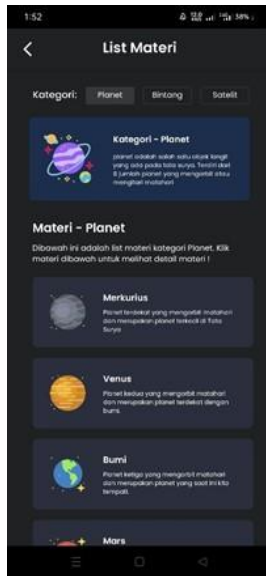 1:52
38%
List Materi
Kategori:
Planet
Bintang
Satelit
Kategori - Planet
planet adalah salah satu objek langit
yang ada pada tata surya. Terdiri dari
8 jumlah planet yang mengorbit atau
mengitari matahari
Materi - Planet
Dibawah ini adalah list materi kategori Planet. Klik
materi dibawah untuk melihat detail materi !
Merkurius
Planet terdekat yang mengorbit matahari
dan merupakan planet terkecil di Tata
Surya
Venus
Planet kedua yang mengorbit matahari
dan merupakan planet terdekat dengan
bumi.
Bumi
Planet ketiga yang mengorbit matahari
dan merupakan planet yang saat ini kita
tempati.
Mars